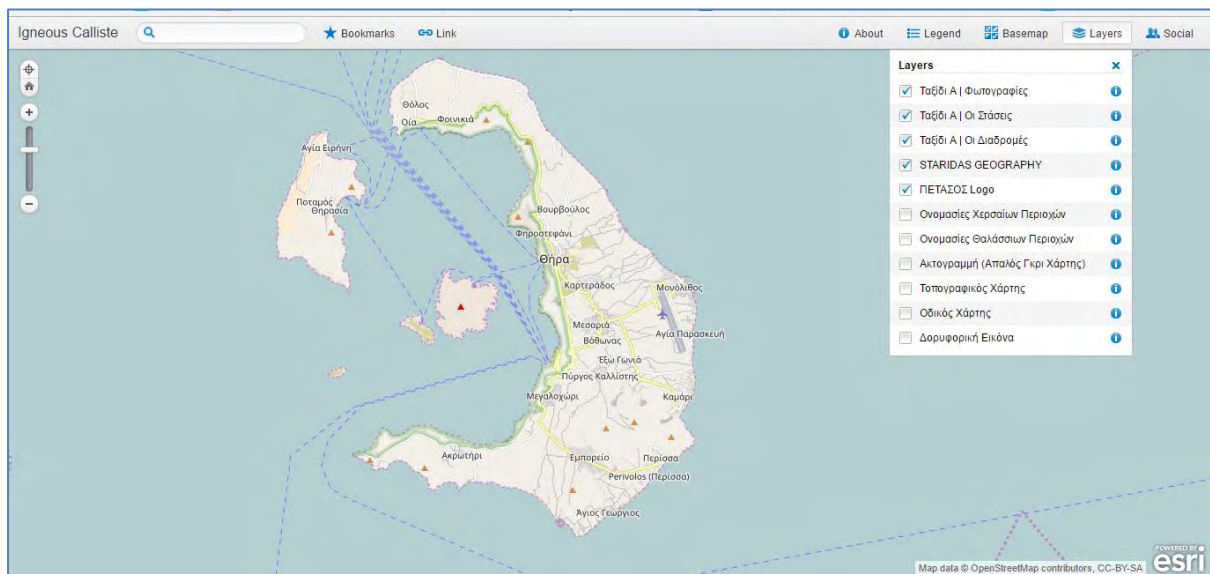 Igneous Calliste
Bookmarks
Link
About
Legend
Basemap
Layers
Social
Layers
Ταξίδι Α | Φωτογραφίες
Ταξίδι Α | Οι Στάσεις
Ταξίδι Α | Οι Διαδρομές
STARIDAS GEOGRAPHY
ΠΕΤΑΣΟΣ Logo
Ονομασίες Χερσαίων Περιοχών
Ονομασίες Θαλάσσιων Περιοχών
Ακτογραμμή (Απαλός Γκρι Χάρτης)
Τοπογραφικός Χάρτης
Οδικός Χάρτης
Δορυφορική Εικόνα
Θόλος
Οία
Φοινικιά
Αγία Ειρήνη
Ποταμός
Θηρασία
Βουρβούλος
Φηροστεφάνι
Θήρα
Καρτεράδος
Μονόλιθος
Μεσαριά
Αγία Παρασκευή
Βόθωνας
Έξω Γωνιά
Πύργος Καλλίστης
Μεγαλοχώρι
Καμάρι
Ακρωτήρι
Εμπορείο
Περίσσα
Perivolos (Περίσσα)
Άγιος Γεώργιος
Map data © OpenStreetMap contributors, CC-BY-SA
POWERED BY
esri